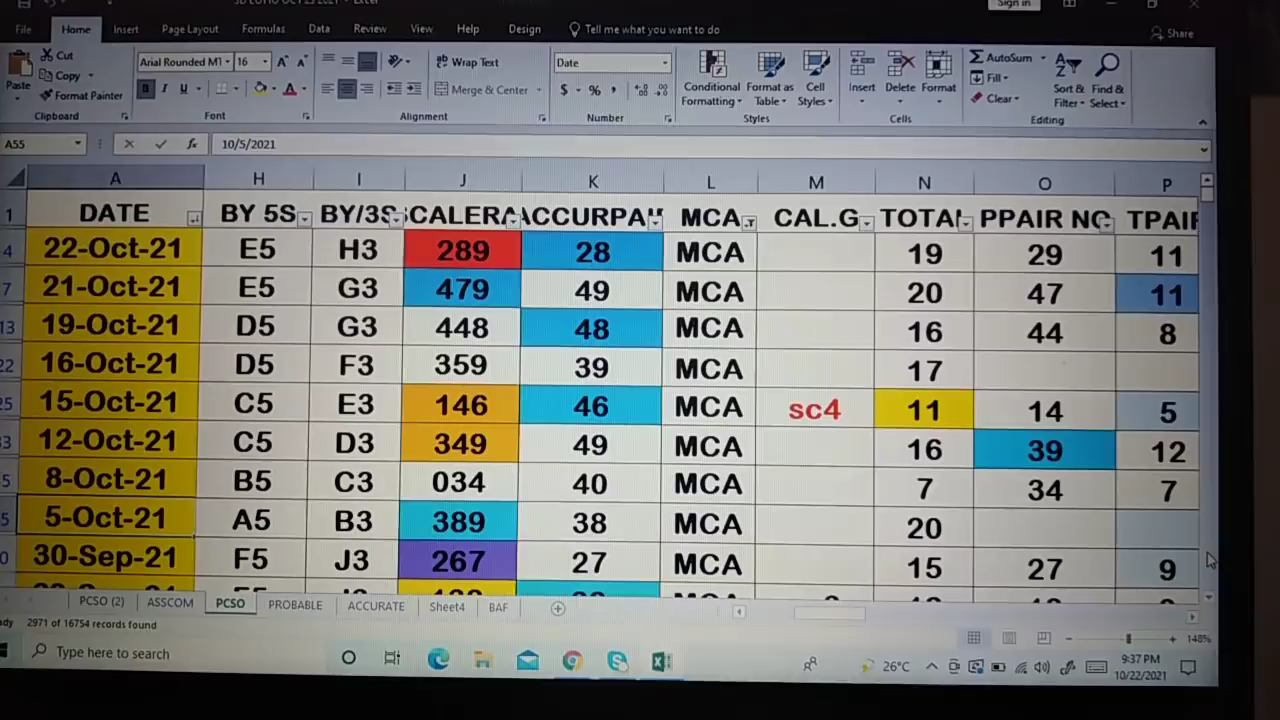 Sign in
File Home Insert Page Layout Formulas Data Review View Help Design Tell me what you want to do Share
Cut
Copy
Format Painter
Paste
Arial Rounded MT 16
Wrap Text
Merge & Center
Date
Conditional Formatting
Format as Table
Cell Styles
Insert Delete Format
AutoSum
Fill
Clear
Sort & Filter
Find & Select
Clipboard Font Alignment Number Styles Cells Editing
A55 fx 10/5/2021
A H I J K L M N O P
1 DATE BY 5S BY/3S SCALERA ACCURPAI MCA CAL.G TOTAL PPAIR NO TPAIR
4 22-Oct-21 E5 H3 289 28 MCA 19 29 11
7 21-Oct-21 E5 G3 479 49 MCA 20 47 11
13 19-Oct-21 D5 G3 448 48 MCA 16 44 8
22 16-Oct-21 D5 F3 359 39 MCA 17
25 15-Oct-21 C5 E3 146 46 MCA sc4 11 14 5
33 12-Oct-21 C5 D3 349 49 MCA 16 39 12
5 8-Oct-21 B5 C3 034 40 MCA 7 34 7
5 5-Oct-21 A5 B3 389 38 MCA 20
0 30-Sep-21 F5 J3 267 27 MCA 15 27 9
PCSO (2) ASSCOM PCSO PROBABLE ACCURATE Sheet4 BAF
2971 of 16754 records found 148%
Type here to search 26°C 9:37 PM
10/22/2021